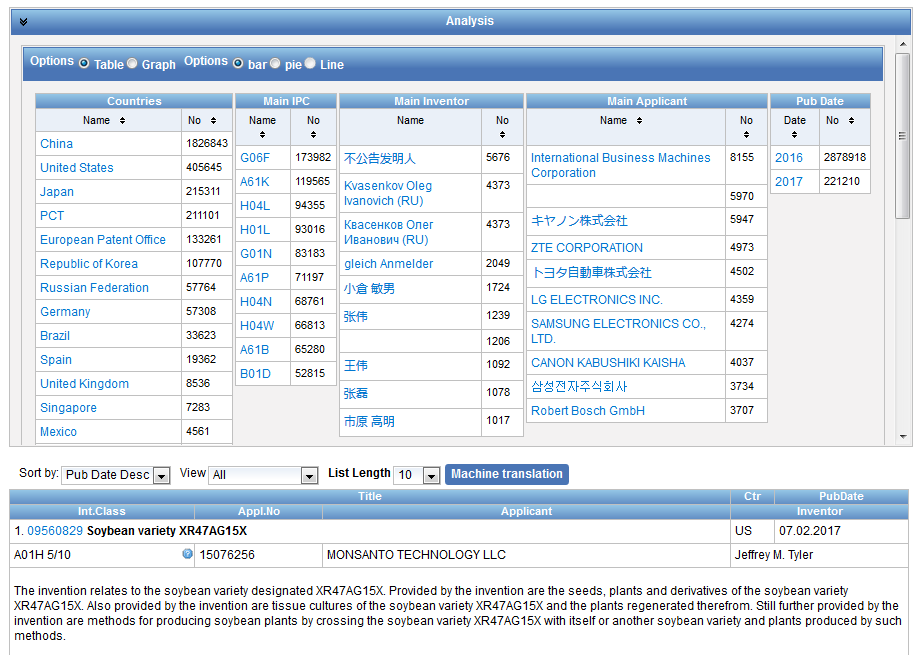 Analysis
Options Table Graph Options bar pie Line
Countries
Name No
China 1826843
United States 405645
Japan 215311
PCT 211101
European Patent Office 133261
Republic of Korea 107770
Russian Federation 57764
Germany 57308
Brazil 33623
Spain 19362
United Kingdom 8536
Singapore 7283
Mexico 4561
Main IPC
Name No
G06F 173982
A61K 119565
H04L 94355
H01L 93016
G01N 83183
A61P 71197
H04N 68761
H04W 66813
A61B 65280
B01D 52815
Main Inventor
Name No
不公告发明人 5676
Kvasenkov Oleg 4373
Ivanovich (RU)
Квасенков Олег 4373
Иванович (RU)
gleich Anmelder 2049
小倉 敏男 1724
张伟 1239
1206
王伟 1092
张磊 1078
市原 高明 1017
Main Applicant
Name No
International Business Machines 8155
Corporation
5970
キヤノン株式会社 5947
ZTE CORPORATION 4973
トヨタ自動車株式会社 4502
LG ELECTRONICS INC. 4359
SAMSUNG ELECTRONICS CO., 4274
LTD.
CANON KABUSHIKI KAISHA 4037
삼성전자주식회사 3734
Robert Bosch GmbH 3707
Pub Date
Date No
2016 2878918
2017 221210
Sort by: Pub Date Desc View All List Length 10 Machine translation
Title Ctr PubDate
Int.Class Appl.No Applicant Inventor
1. 09560829 Soybean variety XR47AG15X US 07.02.2017
A01H 5/10 15076256 MONSANTO TECHNOLOGY LLC Jeffrey M. Tyler
The invention relates to the soybean variety designated XR47AG15X. Provided by the invention are the seeds, plants and derivatives of the soybean variety
XR47AG15X. Also provided by the invention are tissue cultures of the soybean variety XR47AG15X and the plants regenerated therefrom. Still further provided by the
invention are methods for producing soybean plants by crossing the soybean variety XR47AG15X with itself or another soybean variety and plants produced by such
methods.